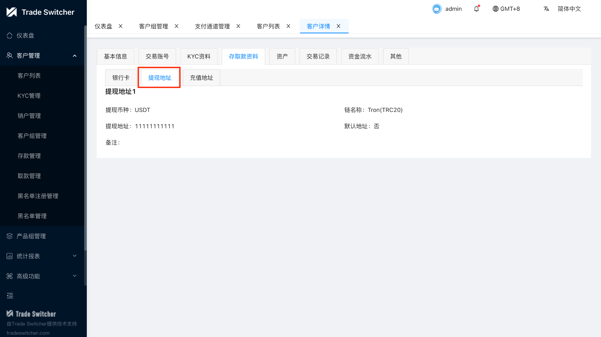 Trade Switcher
admin
GMT+8
简体中文
仪表盘
客户组管理
支付通道管理
客户列表
客户详情
仪表盘
客户管理
客户列表
KYC管理
销户管理
客户组管理
存款管理
取款管理
黑名单注册管理
黑名单管理
产品组管理
统计报表
高级功能
Trade Switcher
由Trade Switcher提供技术支持
tradeswitcher.com
基本信息
交易账号
KYC资料
存取款资料
资产
交易记录
资金流水
其他
银行卡
提现地址
充值地址
提现地址1
提现币种：USDT
链名称：Tron(TRC20)
提现地址：11111111111
默认地址：否
备注：